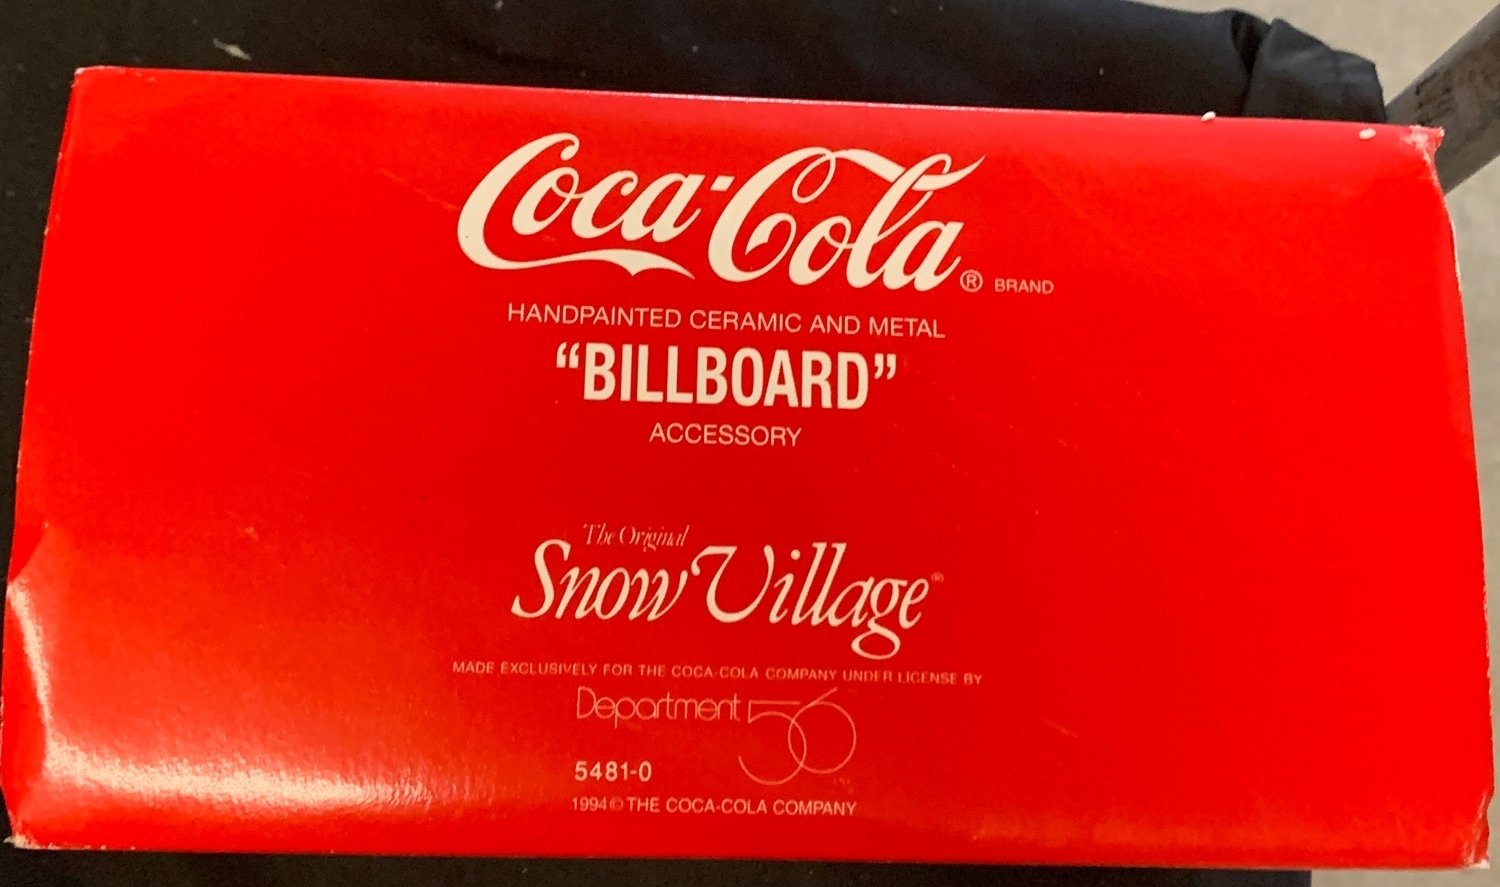 Coca-Cola® BRAND
HANDPAINTED CERAMIC AND METAL
“BILLBOARD”
ACCESSORY
The Original
Snow Village®
MADE EXCLUSIVELY FOR THE COCA-COLA COMPANY UNDER LICENSE BY
Department 56
5481-0
1994 © THE COCA-COLA COMPANY